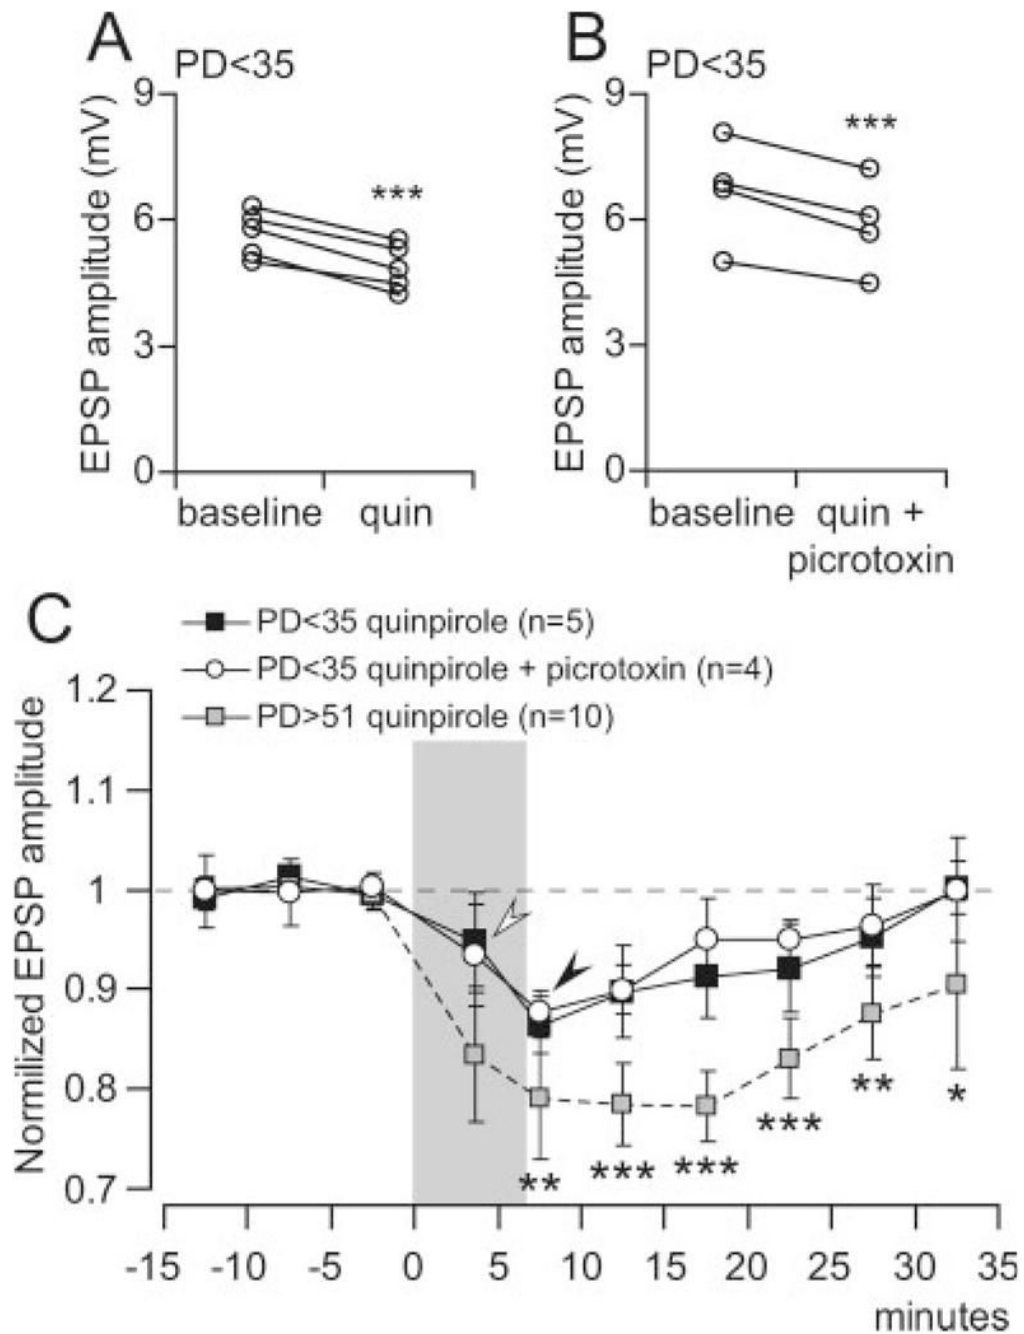 A
PD<35
EPSP amplitude (mV)
9
6
3
0
***
baseline quin
B
PD<35
EPSP amplitude (mV)
9
6
3
0
***
baseline quin +
picrotoxin
C
PD<35 quinpirole (n=5)
PD<35 quinpirole + picrotoxin (n=4)
PD>51 quinpirole (n=10)
Normilized EPSP amplitude
1.2
1.1
1
0.9
0.8
0.7
** *** *** *** ** *
-15 -10 -5 0 5 10 15 20 25 30 35
minutes